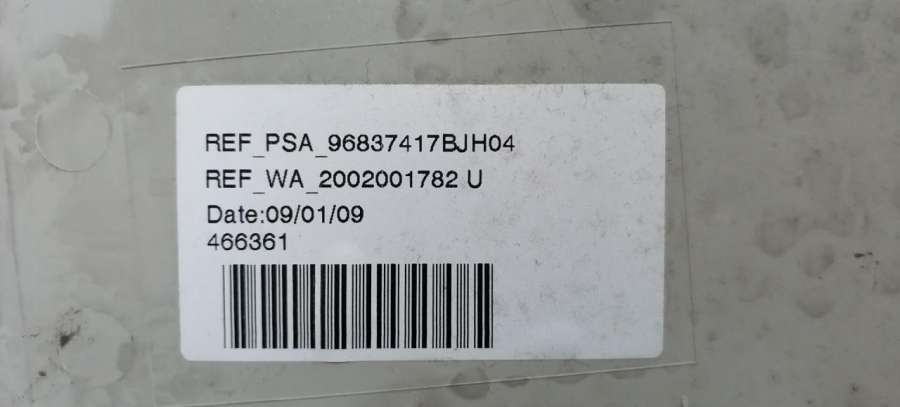 REF_PSA_96837417BJH04
REF_WA_2002001782 U
Date:09/01/09
466361